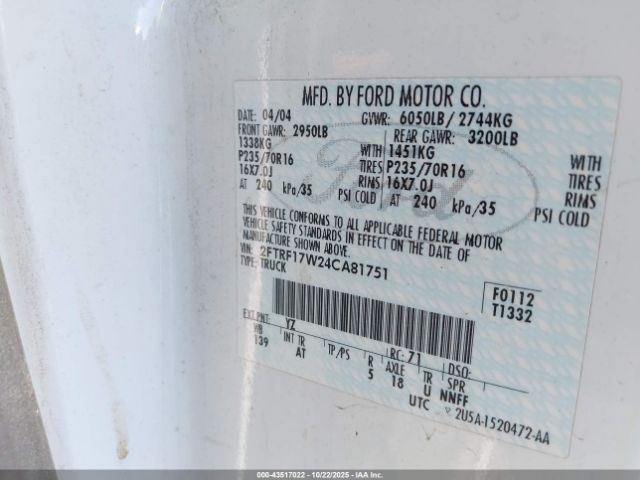 MFD. BY FORD MOTOR CO.
DATE: 04/04 GVWR: 6050LB/ 2744KG
FRONT GAWR: 2950LB REAR GAWR: 3200LB
1338KG WITH 1451KG WITH
P235/70R16 TIRES P235/70R16 TIRES
16X7.0J RIMS 16X7.0J RIMS
AT 240 kPa/35 PSI COLD AT 240 kPa/35 PSI COLD
THIS VEHICLE CONFORMS TO ALL APPLICABLE FEDERAL MOTOR
VEHICLE SAFETY STANDARDS IN EFFECT ON THE DATE OF
MANUFACTURE SHOWN ABOVE.
VIN: 2FTRF17W24CA81751
TYPE: TRUCK
F0112
T1332
EXT PNT: YZ RC: 71 DSO:
WB INT TR TP/PS R AXLE TR SPR
139 AT 5 18 U NNFF
UTC 2U5A-1520472-AA
Ford
000-43517022 | 10/22/2025 - IAA Inc.